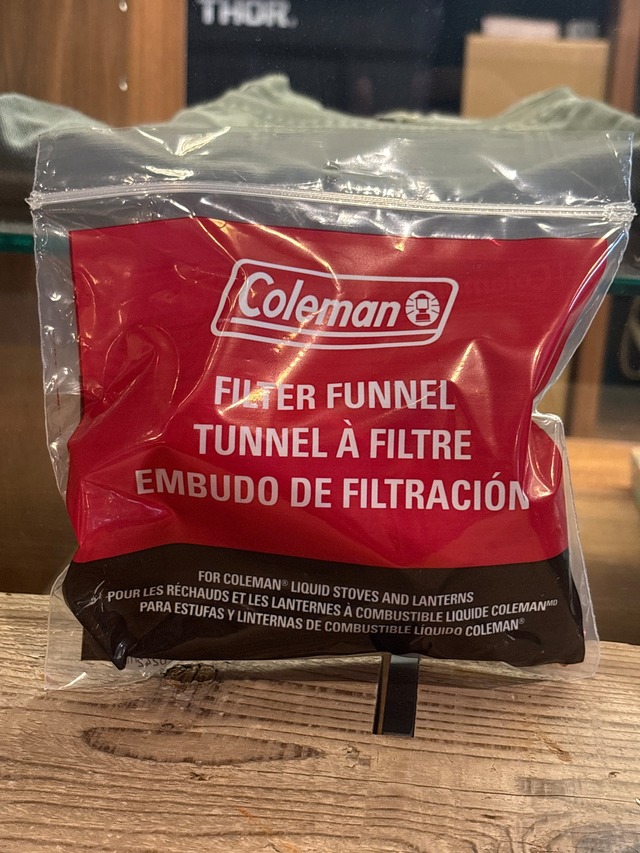 THOR.
Coleman
FILTER FUNNEL
TUNNEL À FILTRE
EMBUDO DE FILTRACIÓN
FOR COLEMAN® LIQUID STOVES AND LANTERNS
POUR LES RÉCHAUDS ET LES LANTERNES À COMBUSTIBLE LIQUIDE COLEMANᴹᴰ
PARA ESTUFAS Y LINTERNAS DE COMBUSTIBLE LÍQUIDO COLEMAN®